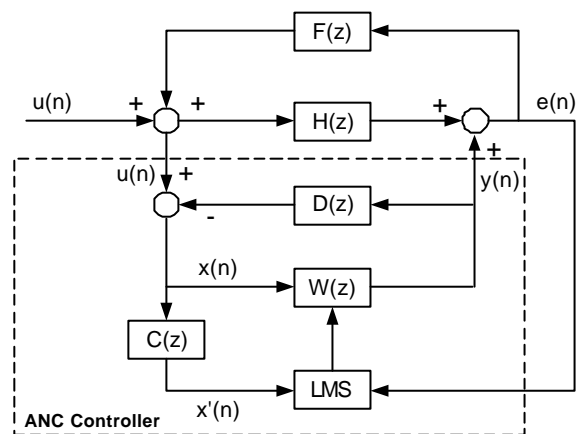 F(z)
u(n)
+
+
H(z)
+
e(n)
+
u(n)
+
y(n)
-
D(z)
x(n)
W(z)
C(z)
LMS
x'(n)
ANC Controller